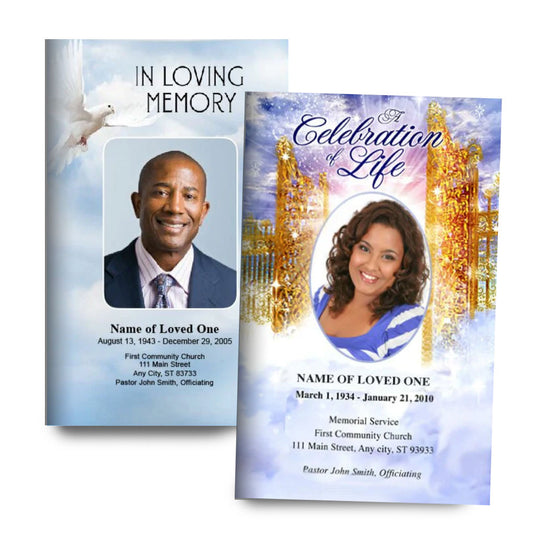 IN LOVING
MEMORY
Name of Loved One
August 13, 1943 - December 29, 2005
First Community Church
111 Main Street
Any City, ST 83733
Pastor John Smith, Officiating
A
Celebration
of Life
NAME OF LOVED ONE
March 1, 1934 - January 21, 2010
Memorial Service
First Community Church
111 Main Street, Any city, ST 93933
Pastor John Smith, Officiating